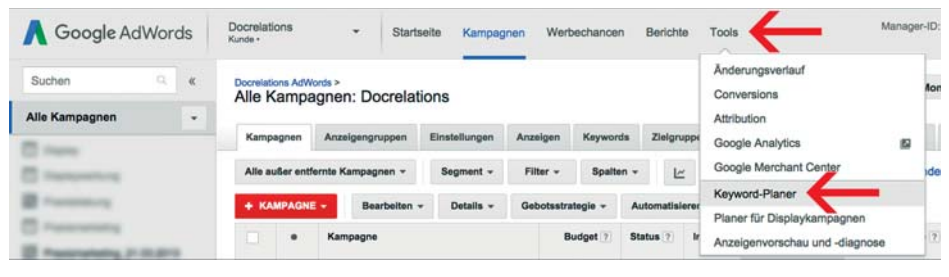 Google AdWords
Docrelations
Kunde
Startseite Kampagnen Werbechancen Berichte Tools
Manager-ID:
Suchen «
Alle Kampagnen
Docrelations AdWords >
Alle Kampagnen: Docrelations
Kampagnen Anzeigengruppen Einstellungen Anzeigen Keywords Zielgruppe
Alle außer entfernte Kampagnen Segment Filter Spalten
+ KAMPAGNE Bearbeiten Details Gebotsstrategie Automatisieren
Kampagne Budget ? Status ?
Änderungsverlauf
Conversions
Attribution
Google Analytics
Google Merchant Center
Keyword-Planer
Planer für Displaykampagnen
Anzeigenvorschau und -diagnose